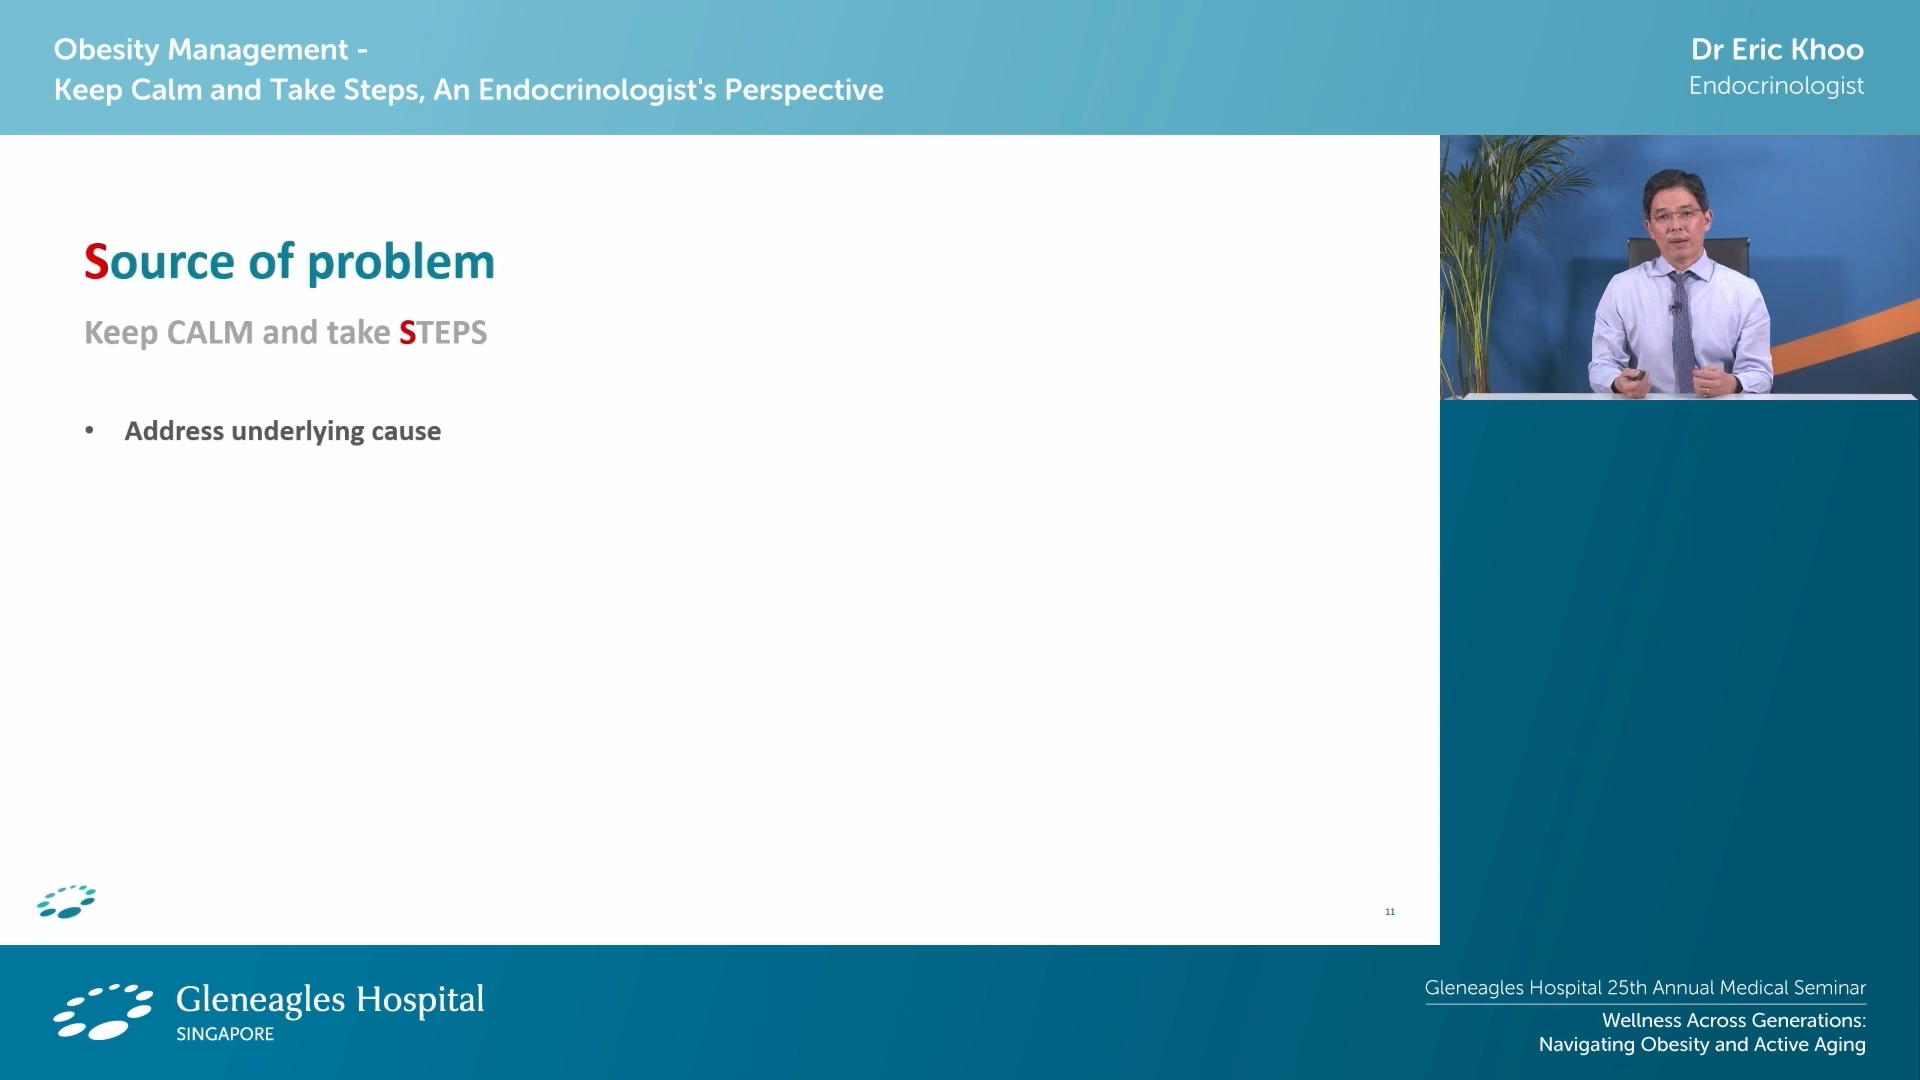 Obesity Management -
Keep Calm and Take Steps, An Endocrinologist's Perspective
Dr Eric Khoo
Endocrinologist
Source of problem
Keep CALM and take STEPS
• Address underlying cause
11
Gleneagles Hospital
SINGAPORE
Gleneagles Hospital 25th Annual Medical Seminar
Wellness Across Generations:
Navigating Obesity and Active Aging